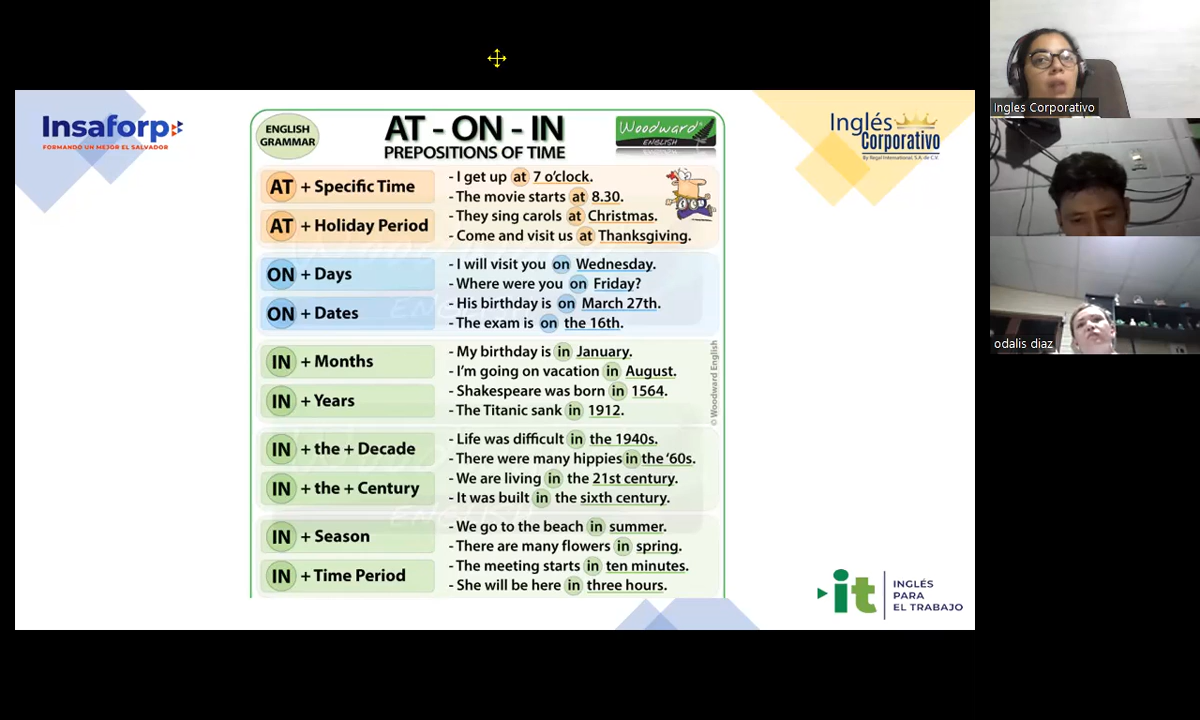 Insaforp
FORMANDO UN MEJOR EL SALVADOR
ENGLISH
GRAMMAR
AT - ON - IN
PREPOSITIONS OF TIME
Woodward®
ENGLISH
Inglés
Corporativo
By Regal International, S.A. de C.V.
AT + Specific Time
- I get up at 7 o'clock.
- The movie starts at 8.30.
AT + Holiday Period
- They sing carols at Christmas.
- Come and visit us at Thanksgiving.
ON + Days
- I will visit you on Wednesday.
- Where were you on Friday?
ON + Dates
- His birthday is on March 27th.
- The exam is on the 16th.
IN + Months
- My birthday is in January.
- I'm going on vacation in August.
IN + Years
- Shakespeare was born in 1564.
- The Titanic sank in 1912.
IN + the + Decade
- Life was difficult in the 1940s.
- There were many hippies in the '60s.
IN + the + Century
- We are living in the 21st century.
- It was built in the sixth century.
IN + Season
- We go to the beach in summer.
- There are many flowers in spring.
IN + Time Period
- The meeting starts in ten minutes.
- She will be here in three hours.
© Woodward English
it
INGLÉS
PARA
EL TRABAJO
Ingles Corporativo
odalis diaz